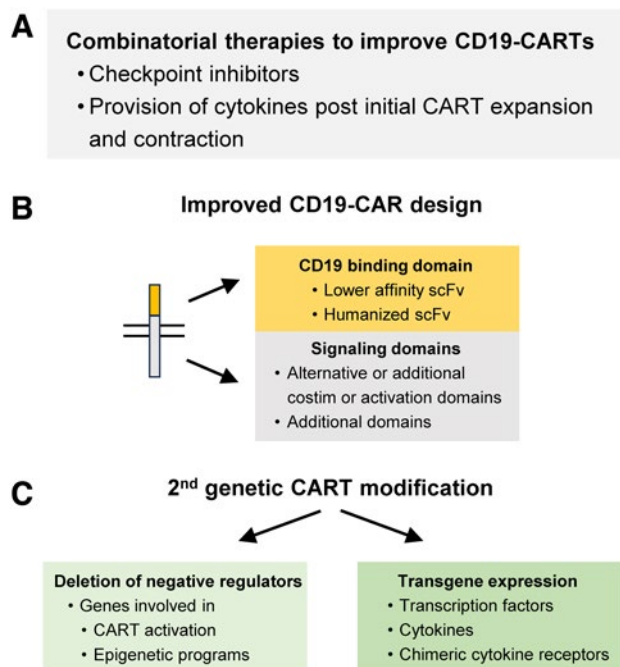 A
Combinatorial therapies to improve CD19-CARTs
• Checkpoint inhibitors
• Provision of cytokines post initial CART expansion
and contraction
B
Improved CD19-CAR design
CD19 binding domain
• Lower affinity scFv
• Humanized scFv
Signaling domains
• Alternative or additional
costim or activation domains
• Additional domains
C
2nd genetic CART modification
Deletion of negative regulators
• Genes involved in
• CART activation
• Epigenetic programs
Transgene expression
• Transcription factors
• Cytokines
• Chimeric cytokine receptors